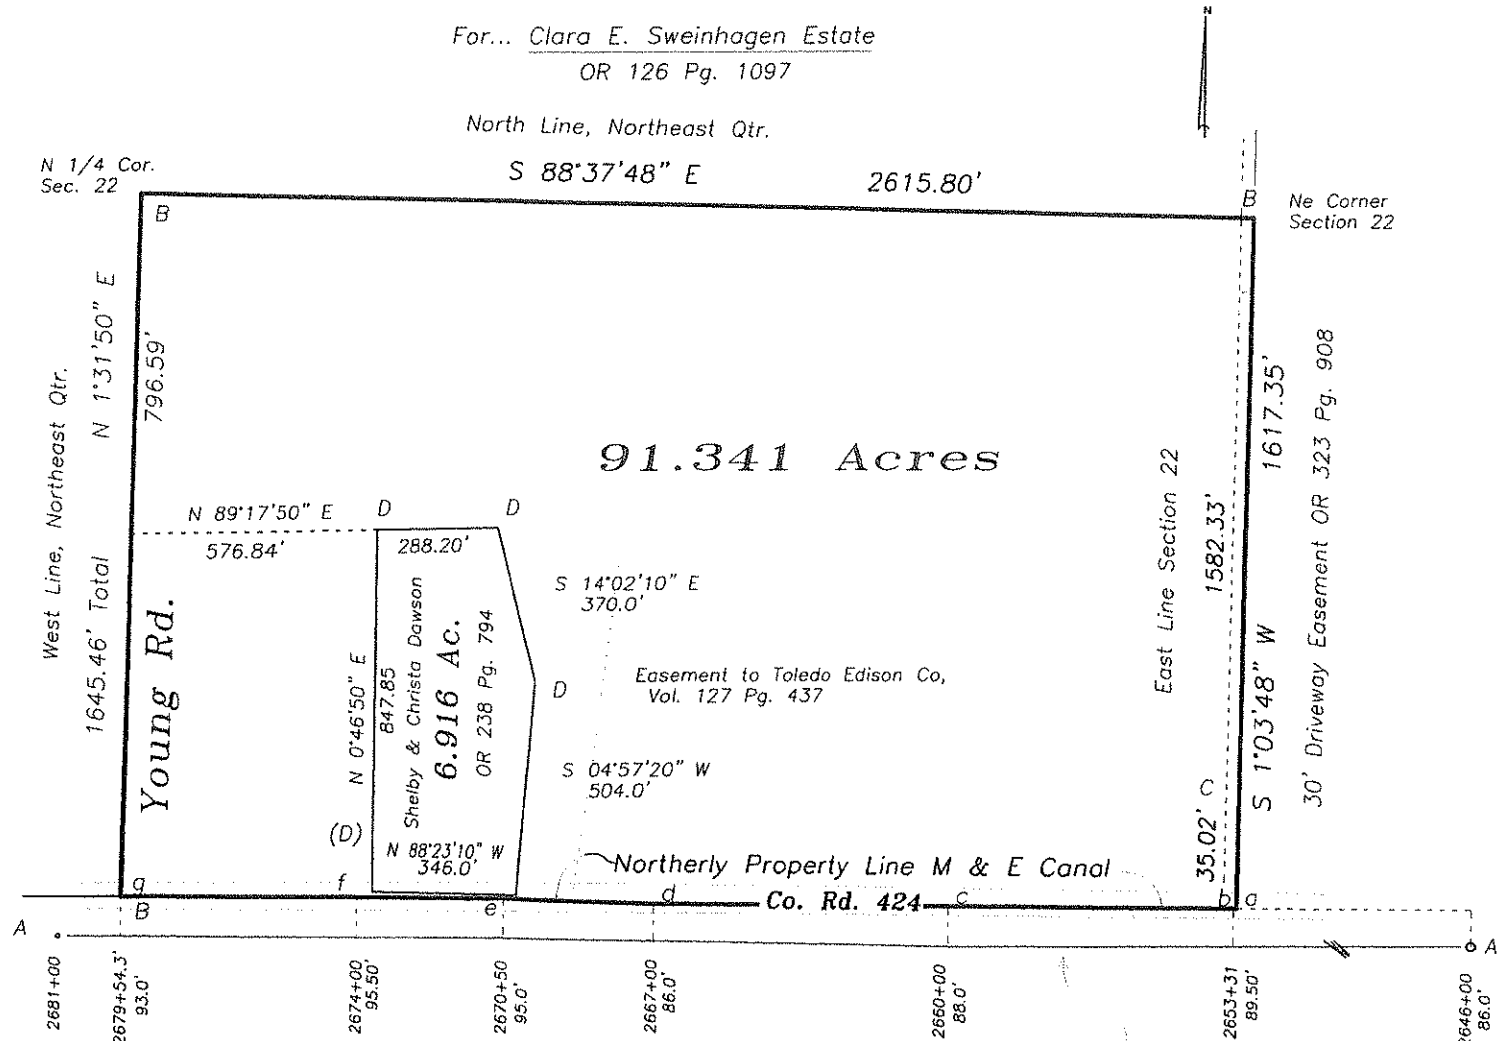 N
For... Clara E. Sweinhagen Estate
OR 126 Pg. 1097
North Line, Northeast Qtr.
N 1/4 Cor.
Sec. 22
S 88°37'48" E 2615.80'
B
B
Ne Corner
Section 22
West Line, Northeast Qtr.
1645.46' Total N 1°31'50" E
796.59'
Young Rd.
91.341 Acres
N 89°17'50" E
576.84'
D
D
288.20'
S 14°02'10" E
370.0'
N 0°46'50" E
847.85
Shelby & Christa Dawson
6.916 Ac.
OR 238 Pg. 794
D
Easement to Toledo Edison Co,
Vol. 127 Pg. 437
S 04°57'20" W
504.0'
(D)
N 88°23'10" W
346.0'
East Line Section 22
1582.33'
35.02' C
S 1°03'48" W 1617.35'
30' Driveway Easement OR 323 Pg. 908
Northerly Property Line M & E Canal
g
f
e
d
Co. Rd. 424
c
b
a
B
A
A
2681+00
2679+54.3'
93.0'
2674+00
95.50'
2670+50
95.0'
2667+00
86.0'
2660+00
88.0'
2653+31
89.50'
2646+00
86.0'